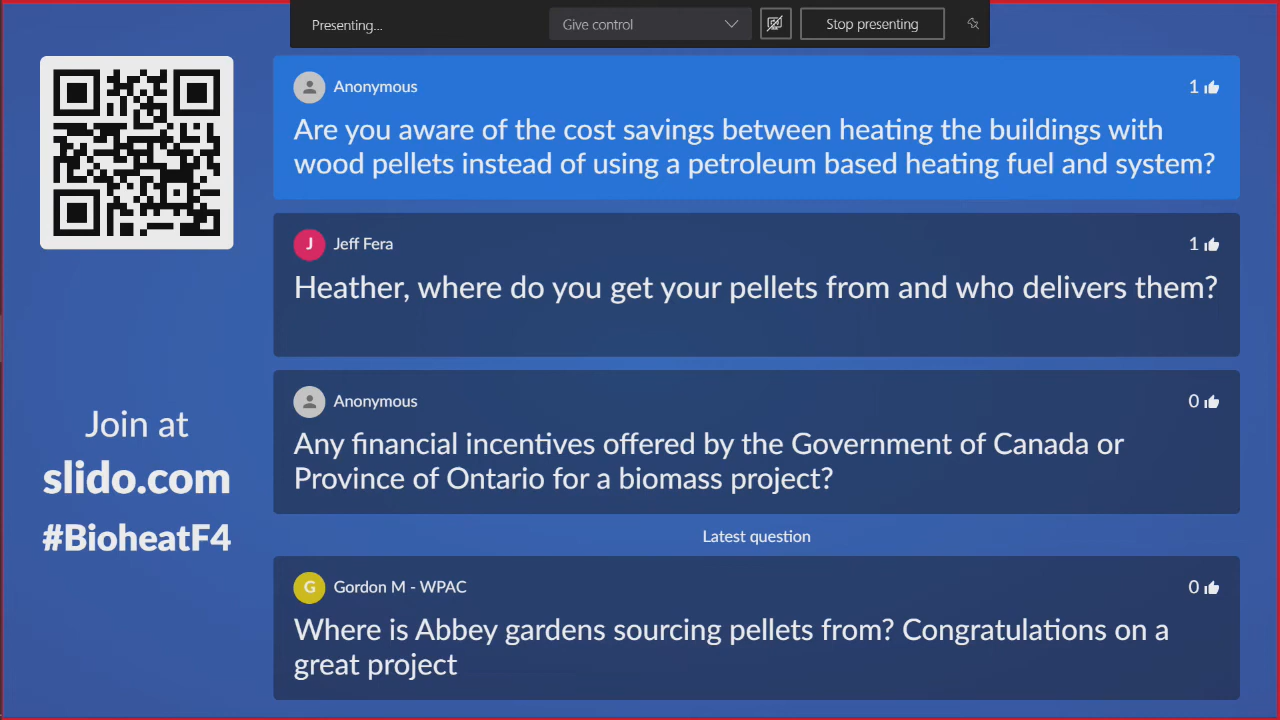 Presenting...
Give control
Stop presenting
Anonymous
1
Are you aware of the cost savings between heating the buildings with
wood pellets instead of using a petroleum based heating fuel and system?
J
Jeff Fera
1
Heather, where do you get your pellets from and who delivers them?
Anonymous
0
Any financial incentives offered by the Government of Canada or
Province of Ontario for a biomass project?
Join at
slido.com
#BioheatF4
Latest question
G
Gordon M - WPAC
0
Where is Abbey gardens sourcing pellets from? Congratulations on a
great project